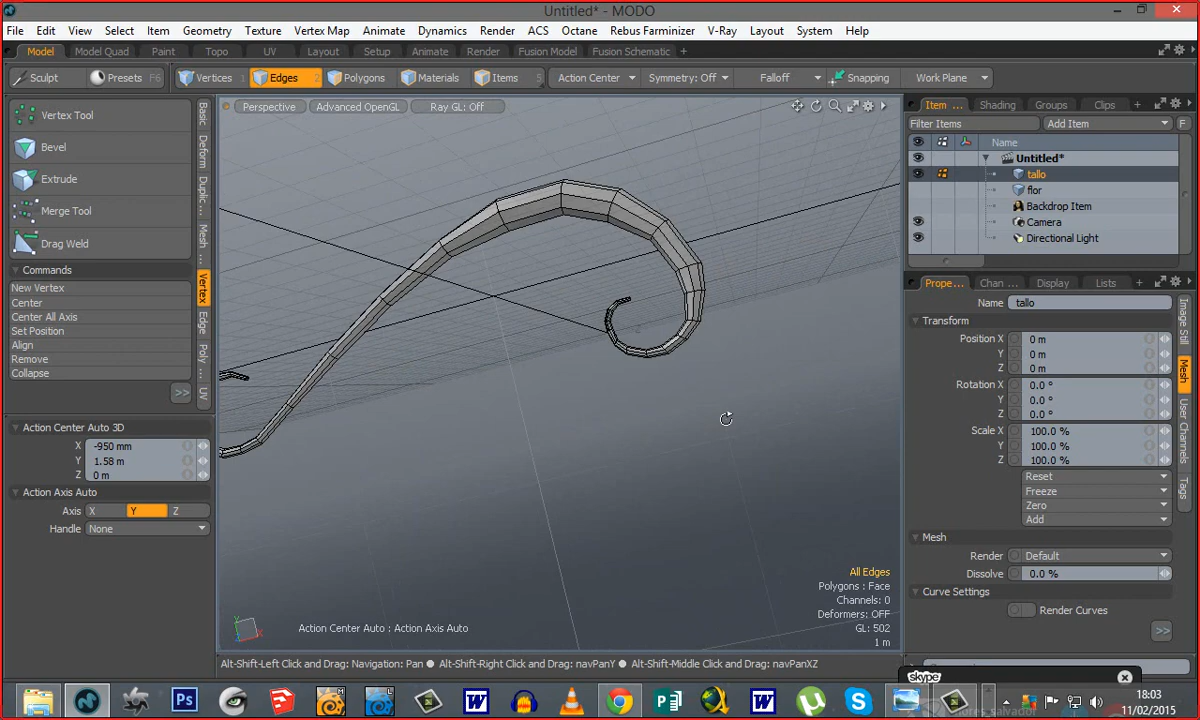 Untitled* - MODO
File Edit View Select Item Geometry Texture Vertex Map Animate Dynamics Render ACS Octane Rebus Farminizer V-Ray Layout System Help
Model Model Quad Paint Topo UV Layout Setup Animate Render Fusion Model Fusion Schematic +
Sculpt Presets F6 Vertices 1 Edges 2 Polygons Materials Items 5 Action Center Symmetry: Off Falloff Snapping Work Plane
Perspective Advanced OpenGL Ray GL: Off
Vertex Tool
Bevel
Extrude
Merge Tool
Drag Weld
Commands
New Vertex
Center
Center All Axis
Set Position
Align
Remove
Collapse
>>
Basic
Deform
Duplic...
Mesh ...
Vertex
Edge
Poly ...
UV
Action Center Auto 3D
X -950 mm
Y 1.58 m
Z 0 m
Action Axis Auto
Axis X Y Z
Handle None
All Edges
Polygons : Face
Channels: 0
Deformers: OFF
GL: 502
1 m
Action Center Auto : Action Axis Auto
Alt-Shift-Left Click and Drag: Navigation: Pan ● Alt-Shift-Right Click and Drag: navPanY ● Alt-Shift-Middle Click and Drag: navPanXZ
Item ... Shading Groups Clips +
Filter Items Add Item F
Name
Untitled*
tallo
flor
Backdrop Item
Camera
Directional Light
Prope... Chan ... Display Lists +
Name tallo
Transform
Position X 0 m
Y 0 m
Z 0 m
Rotation X 0.0 °
Y 0.0 °
Z 0.0 °
Scale X 100.0 %
Y 100.0 %
Z 100.0 %
Reset
Freeze
Zero
Add
Mesh
Render Default
Dissolve 0.0 %
Curve Settings
Render Curves
>>
Image Still
Mesh
User Channels
Tags
skype
18:03
11/02/2015